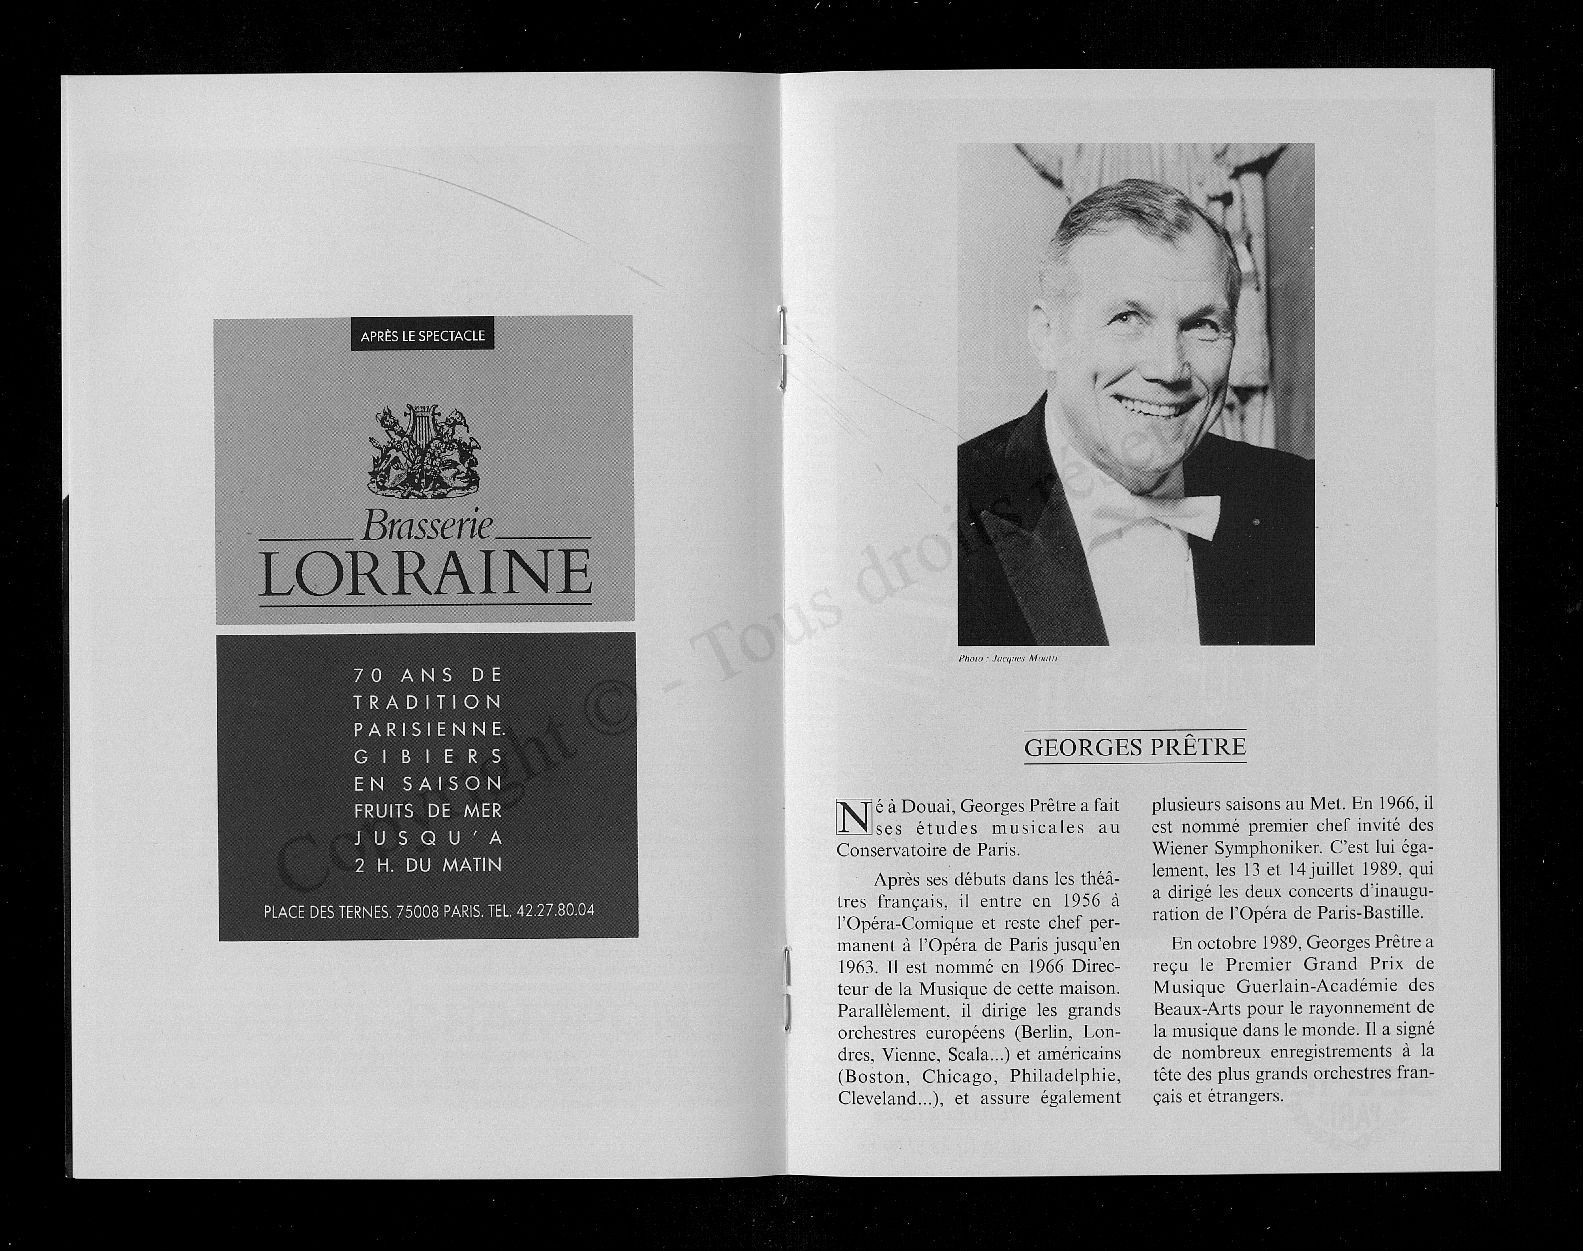 APRÈS LE SPECTACLE
Brasserie
LORRAINE
70 ANS DE
TRADITION
PARISIENNE.
GIBIERS
EN SAISON
FRUITS DE MER
JUSQU'A
2 H. DU MATIN
PLACE DES TERNES. 75008 PARIS. TEL. 42.27.80.04
Copyright © - Tous droits
Photo : Jacques
GEORGES PRÊTRE
Né à Douai, Georges Prêtre a fait
ses études musicales au
Conservatoire de Paris.
Après ses débuts dans les théâ-
tres français, il entre en 1956 à
l'Opéra-Comique et reste chef per-
manent à l'Opéra de Paris jusqu'en
1963. Il est nommé en 1966 Direc-
teur de la Musique de cette maison.
Parallèlement, il dirige les grands
orchestres européens (Berlin, Lon-
dres, Vienne, Scala...) et américains
(Boston, Chicago, Philadelphie,
Cleveland...), et assure également
plusieurs saisons au Met. En 1966, il
est nommé premier chef invité des
Wiener Symphoniker. C'est lui éga-
lement, les 13 et 14 juillet 1989, qui
a dirigé les deux concerts d'inaugu-
ration de l'Opéra de Paris-Bastille.
En octobre 1989, Georges Prêtre a
reçu le Premier Grand Prix de
Musique Guerlain-Académie des
Beaux-Arts pour le rayonnement de
la musique dans le monde. Il a signé
de nombreux enregistrements à la
tête des plus grands orchestres fran-
çais et étrangers.